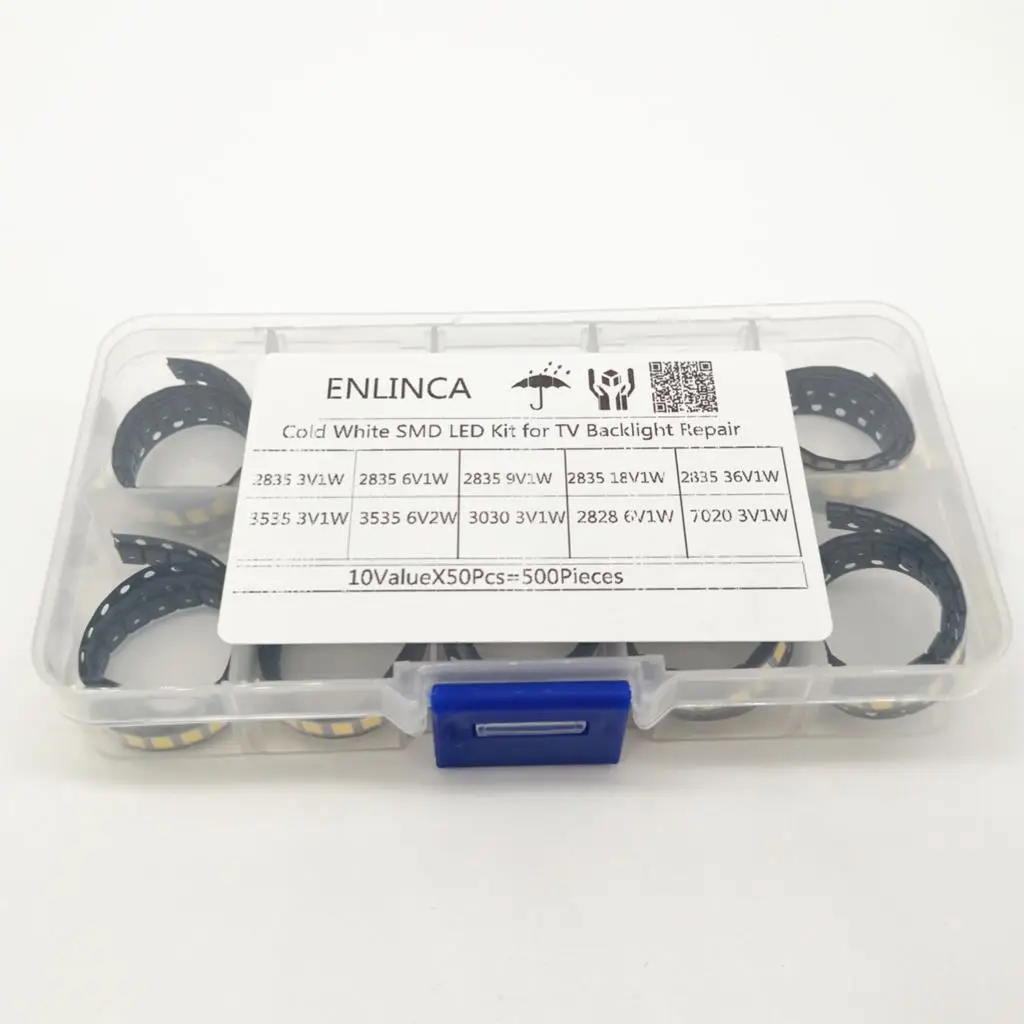 ENLINCA
Cold White SMD LED Kit for TV Backlight Repair
2835 3V1W 2835 6V1W 2835 9V1W 2835 18V1W 2835 36V1W
3535 3V1W 3535 6V2W 3030 3V1W 2828 6V1W 7020 3V1W
10ValueX50Pcs=500Pieces